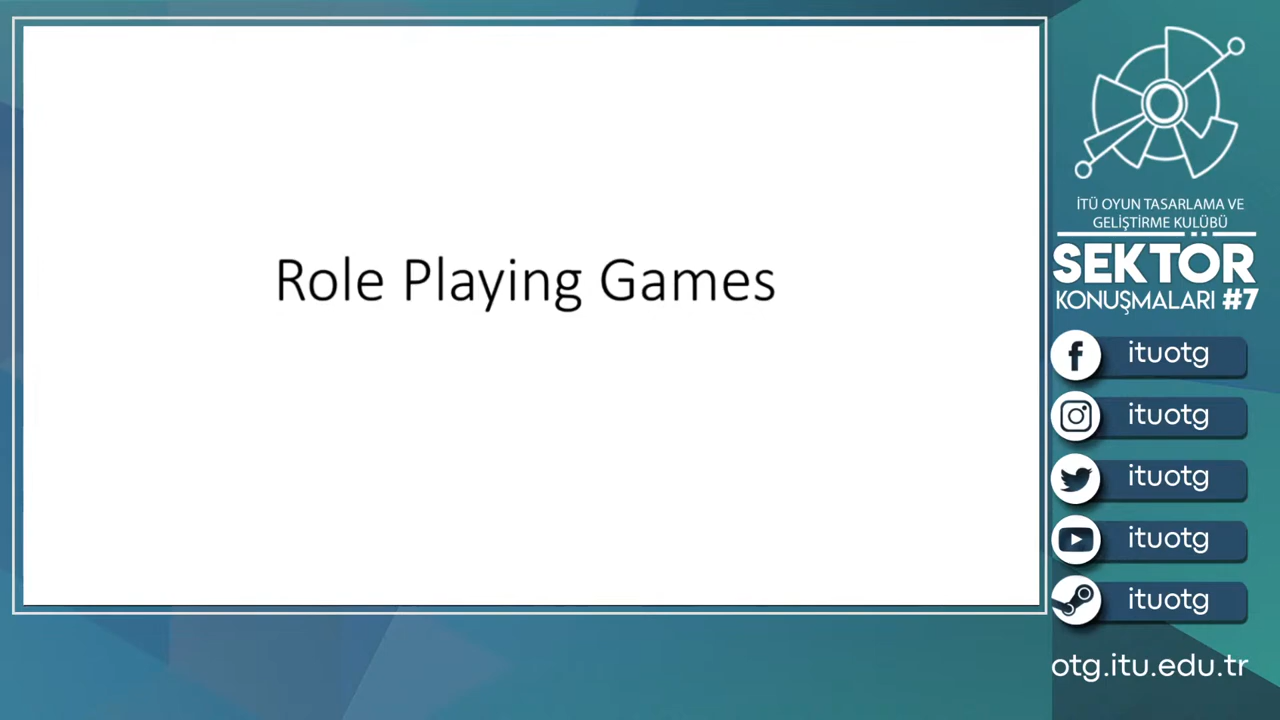 Role Playing Games
İTÜ OYUN TASARLAMA VE
GELİŞTİRME KULÜBÜ
SEKTÖR
KONUŞMALARI #7
ituotg
ituotg
ituotg
ituotg
ituotg
otg.itu.edu.tr